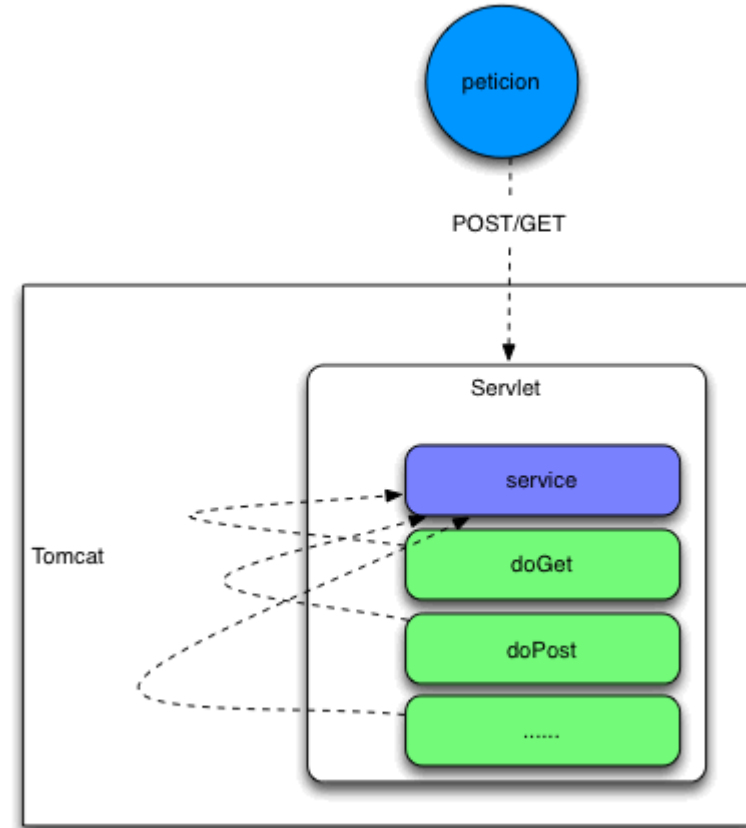 peticion
POST/GET
Servlet
service
Tomcat
doGet
doPost
......